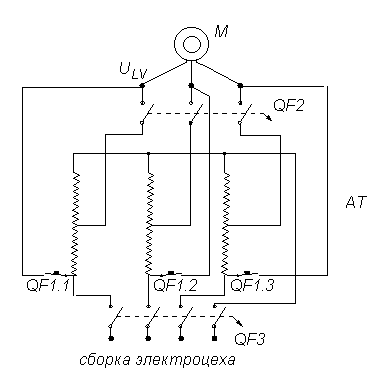 M
U_LV
QF2
AT
QF1.1
QF1.2
QF1.3
QF3
сборка электроцеха